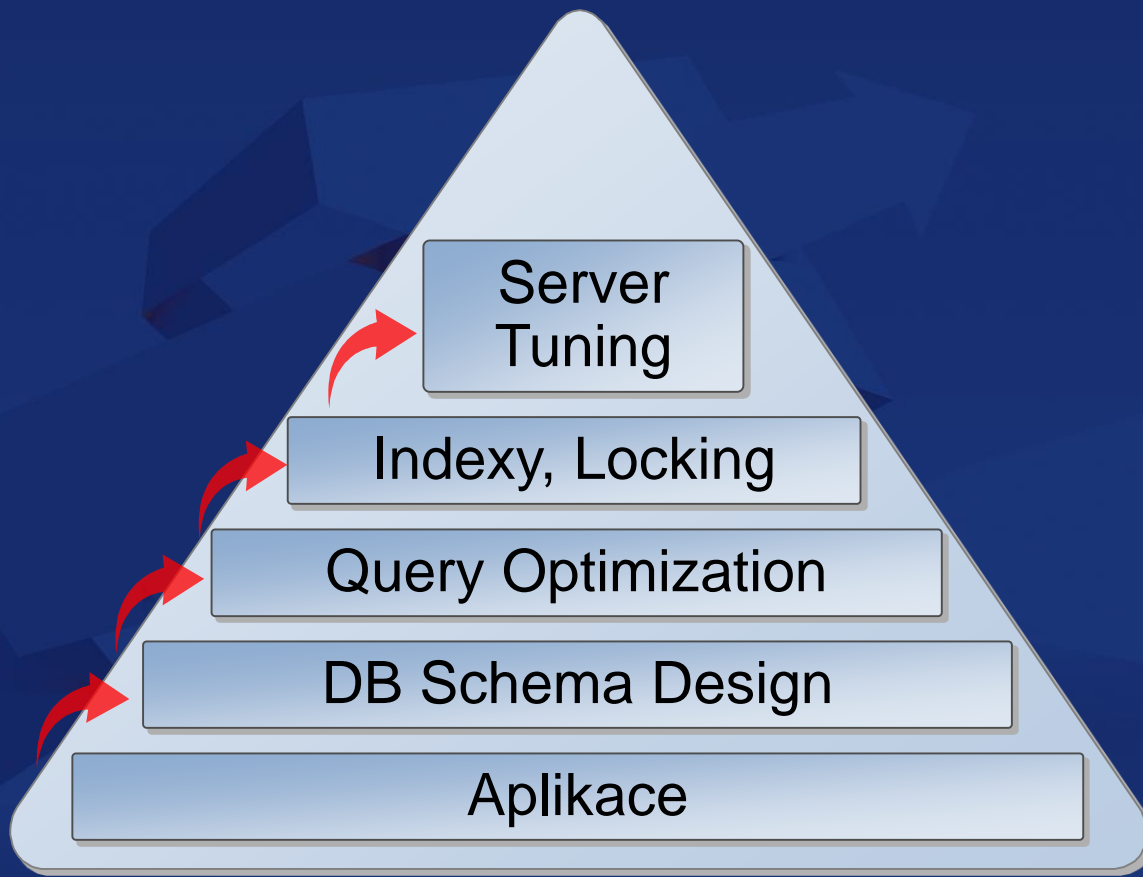 Server
Tuning
Indexy, Locking
Query Optimization
DB Schema Design
Aplikace